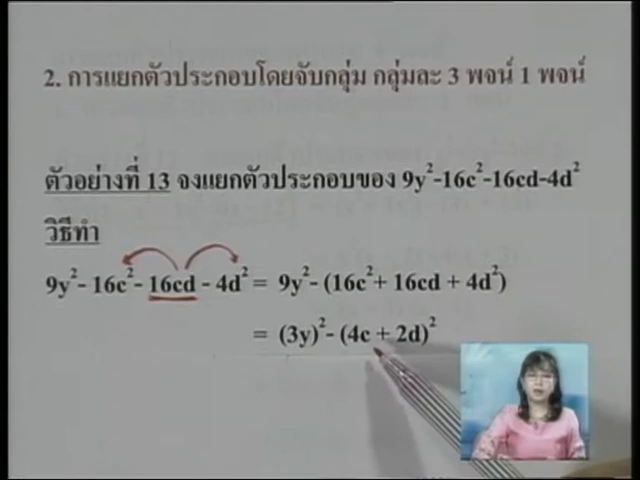 2. การแยกตัวประกอบโดยจับกลุ่ม กลุ่มละ 3 พจน์ 1 พจน์
ตัวอย่างที่ 13 จงแยกตัวประกอบของ 9y²-16c²-16cd-4d²
วิธีทำ
9y²- 16c²- 16cd - 4d² = 9y²- (16c²+ 16cd + 4d²)
= (3y)²- (4c + 2d)²